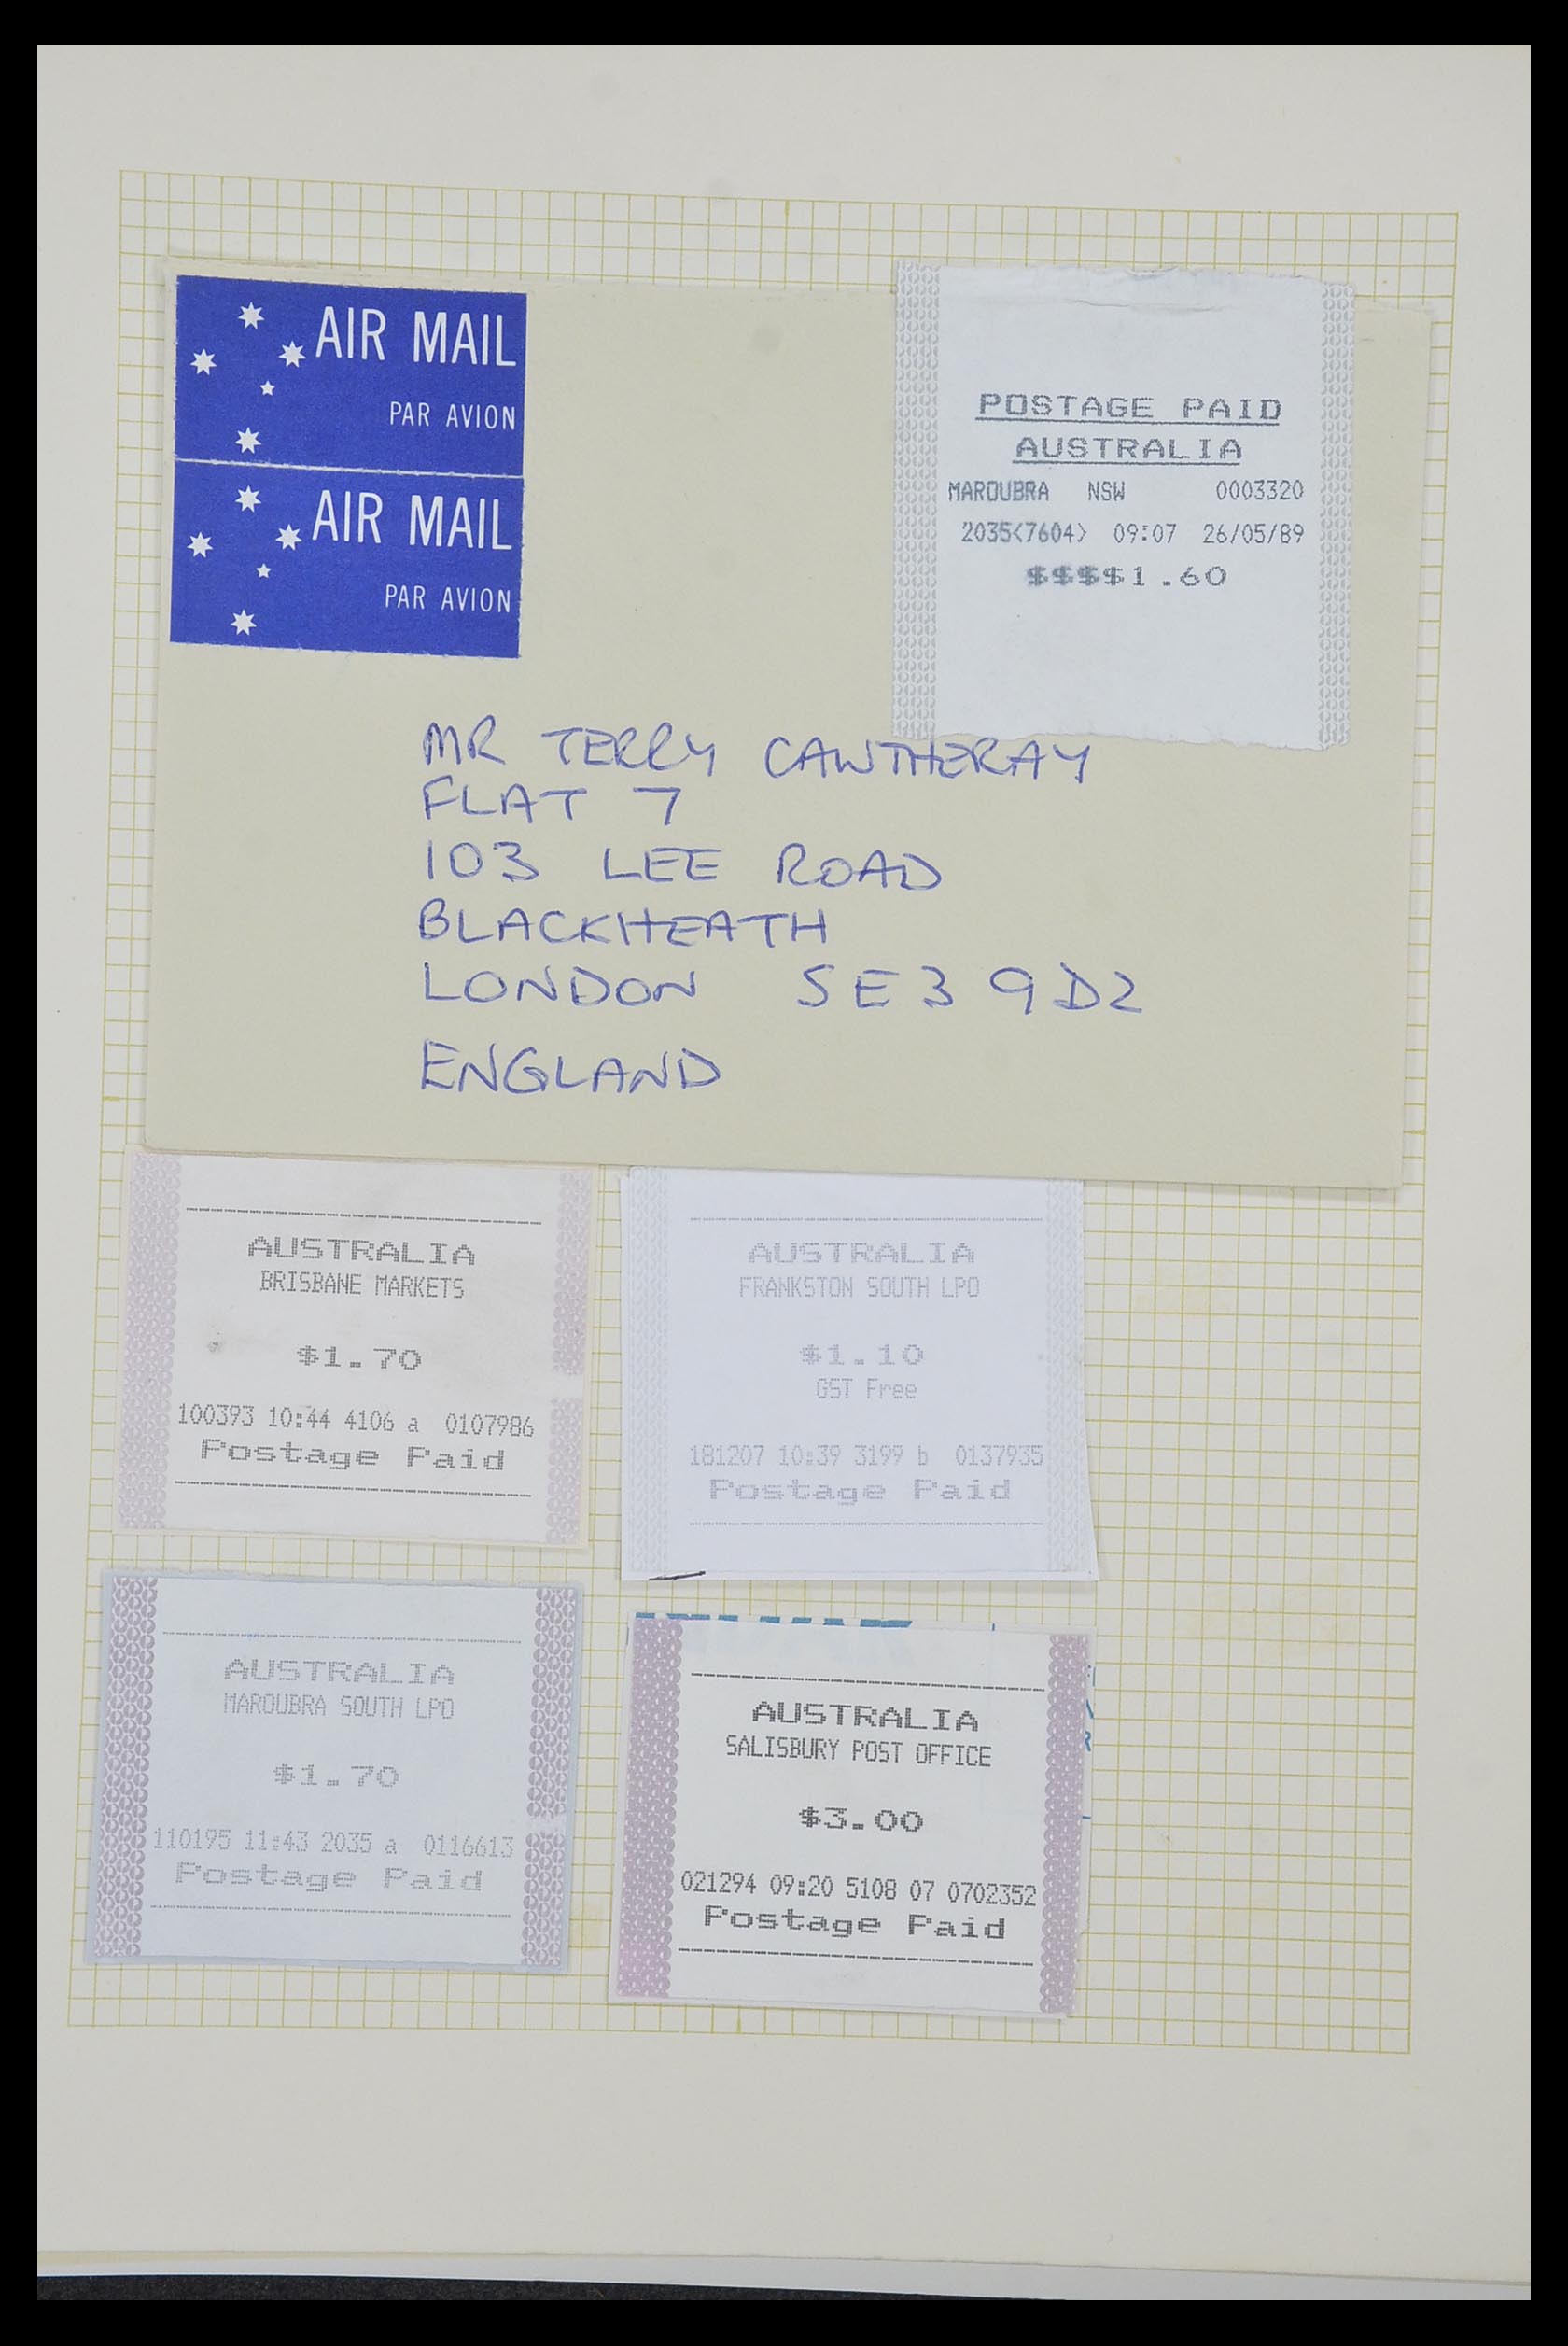 AIR MAIL
PAR AVION
AIR MAIL
PAR AVION
POSTAGE PAID
AUSTRALIA
MAROUBRA NSW 0003320
2035<7604> 09:07 26/05/89
$$$$1.60
MR TERRY CAWTHERAY
FLAT 7
103 LEE ROAD
BLACKHEATH
LONDON SE3 9DZ
ENGLAND
AUSTRALIA
BRISBANE MARKETS
$1.70
100393 10:44 4106 a 0107986
Postage Paid
AUSTRALIA
FRANKSTON SOUTH LPO
$1.10
GST Free
181207 10:39 3199 b 0137935
Postage Paid
AUSTRALIA
MAROUBRA SOUTH LPO
$1.70
110195 11:43 2035 a 0116613
Postage Paid
AUSTRALIA
SALISBURY POST OFFICE
$3.00
021294 09:20 5108 07 0702352
Postage Paid